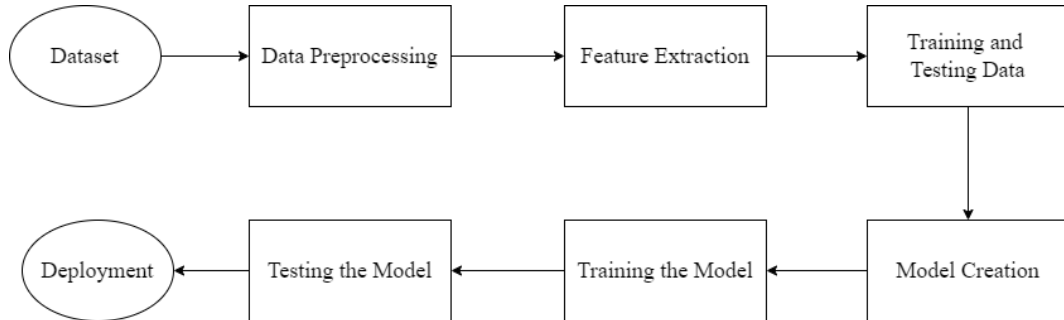 Dataset
Data Preprocessing
Feature Extraction
Training and
Testing Data
Model Creation
Training the Model
Testing the Model
Deployment